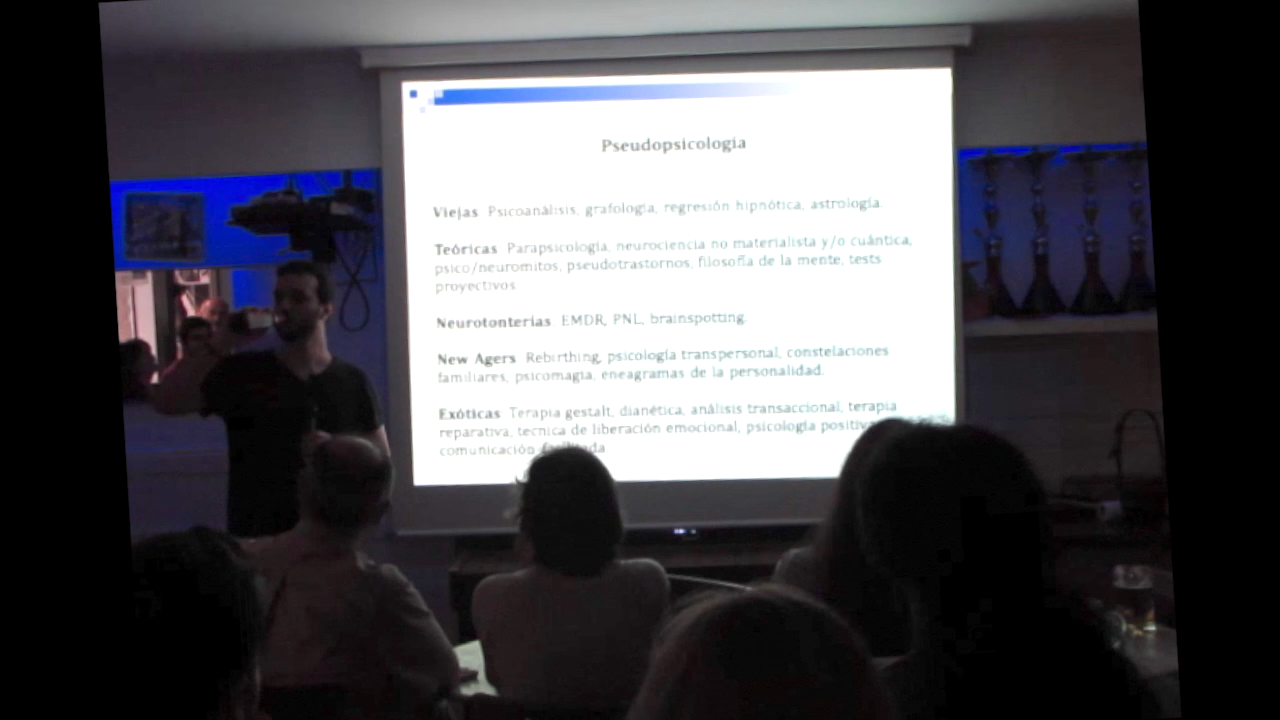 Pseudopsicología
Viejas Psicoanálisis, grafología, regresión hipnótica, astrología.
Teóricas Parapsicología, neurociencia no materialista y/o cuántica,
psico/neuromitos, pseudotrastornos, filosofía de la mente, tests
proyectivos
Neurotonterías EMDR, PNL, brainspotting.
New Agers Rebirthing, psicología transpersonal, constelaciones
familiares, psicomagia, eneagramas de la personalidad.
Exóticas Terapia gestalt, dianética, análisis transaccional, terapia
reparativa, tecnica de liberación emocional, psicología positiva
comunicación